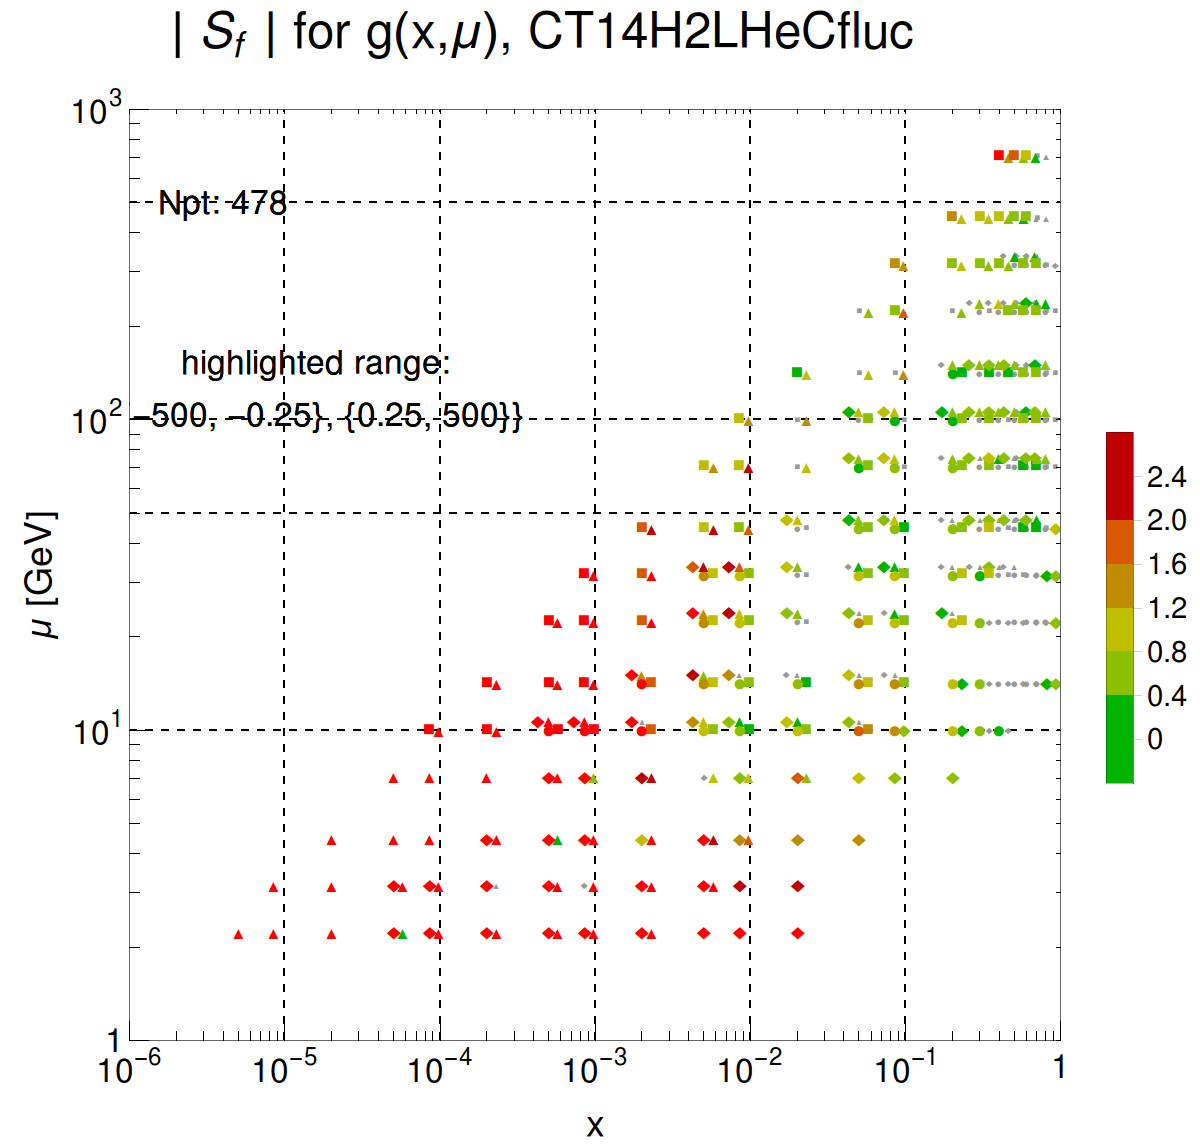 | S_f | for g(x,μ), CT14H2LHeCfluc
10^3
Npt: 478
highlighted range:
10^2
−500, −0.25}, {0.25, 500}}
μ [GeV]
10^1
1
10^−6 10^−5 10^−4 10^−3 10^−2 10^−1 1
x
2.4
2.0
1.6
1.2
0.8
0.4
0